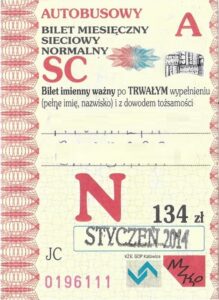 AUTOBUSOWY
BILET MIESIĘCZNY
SIECIOWY
NORMALNY
A
SC
Bilet imienny ważny po TRWAŁYM wypełnieniu
(pełne imię, nazwisko) i z dowodem tożsamości
N
134 zł
STYCZEŃ 2014
JC
0196111
KZK GOP Katowice
MZKP